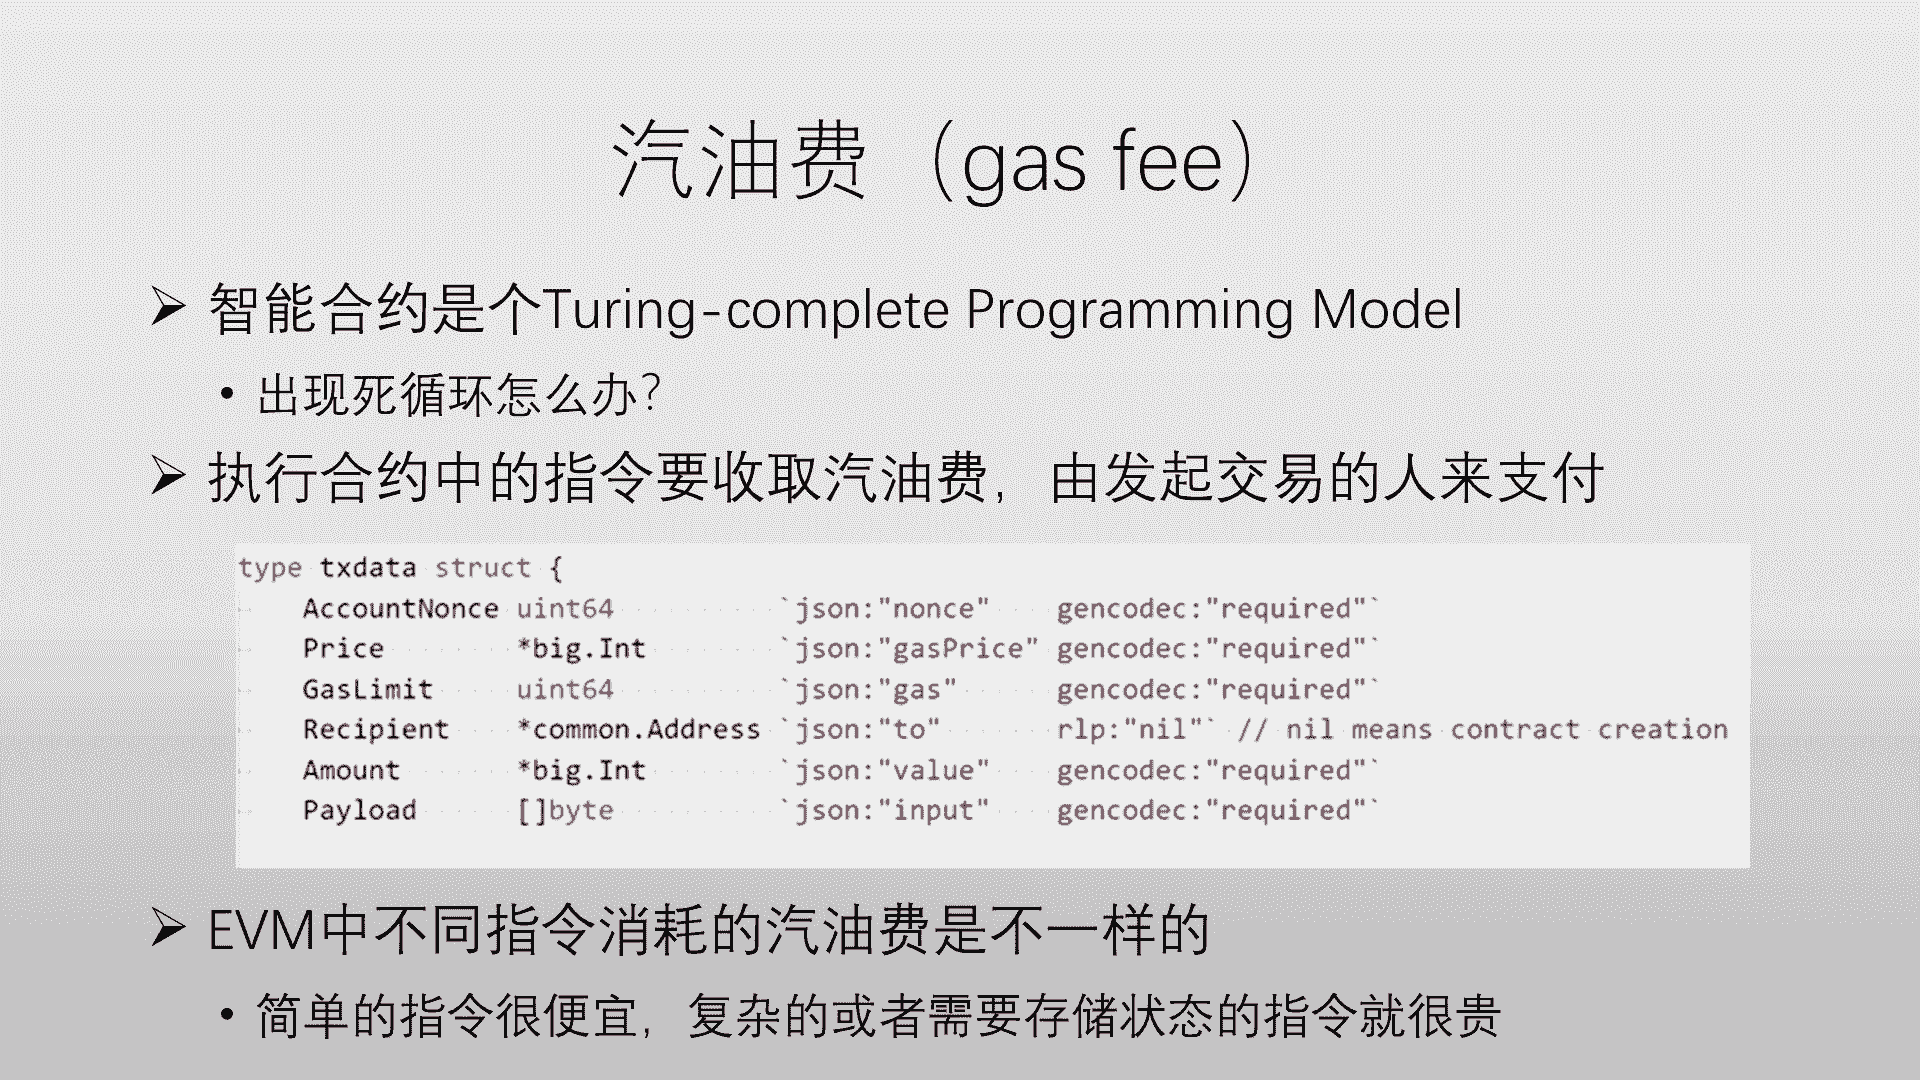 汽油费（gas fee）
智能合约是个Turing-complete Programming Model
出现死循环怎么办？
执行合约中的指令要收取汽油费，由发起交易的人来支付
type txdata struct {
AccountNonce uint64 `json:"nonce" gencodec:"required"`
Price *big.Int `json:"gasPrice" gencodec:"required"`
GasLimit uint64 `json:"gas" gencodec:"required"`
Recipient *common.Address `json:"to" rlp:"nil"` // nil means contract creation
Amount *big.Int `json:"value" gencodec:"required"`
Payload []byte `json:"input" gencodec:"required"`
EVM中不同指令消耗的汽油费是不一样的
简单的指令很便宜，复杂的或者需要存储状态的指令就很贵